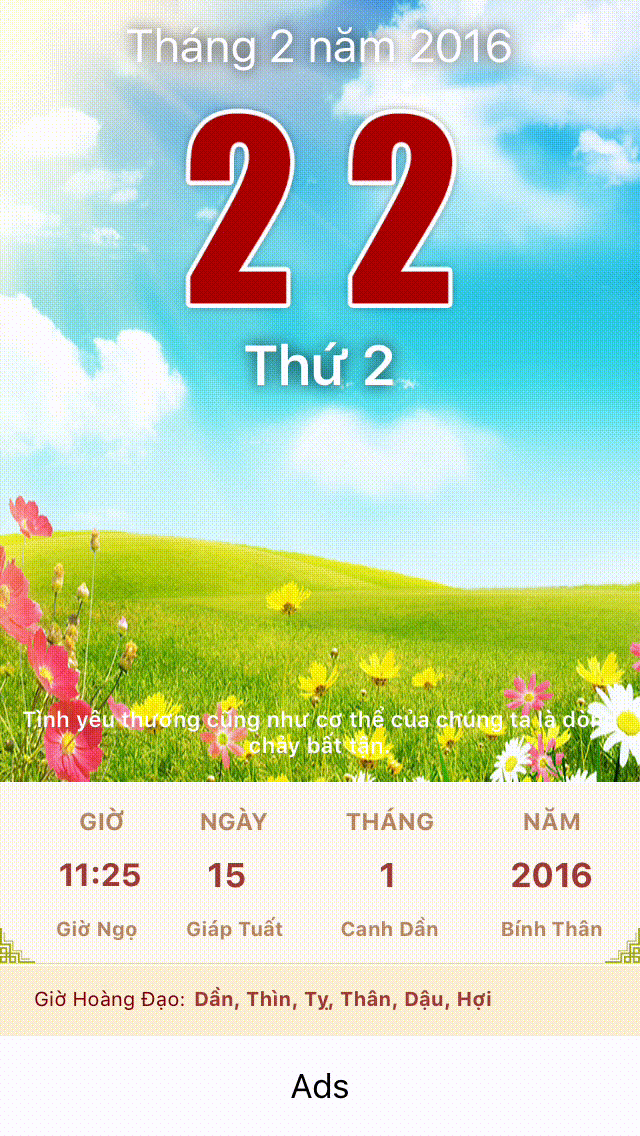 Tháng 2 năm 2016
22
Thứ 2
Tình yêu thương cũng như cơ thể của chúng ta là dòng
chảy bất tận.
GIỜ NGÀY THÁNG NĂM
11:25 15 1 2016
Giờ Ngọ Giáp Tuất Canh Dần Bính Thân
Giờ Hoàng Đạo: Dần, Thìn, Tỵ, Thân, Dậu, Hợi
Ads